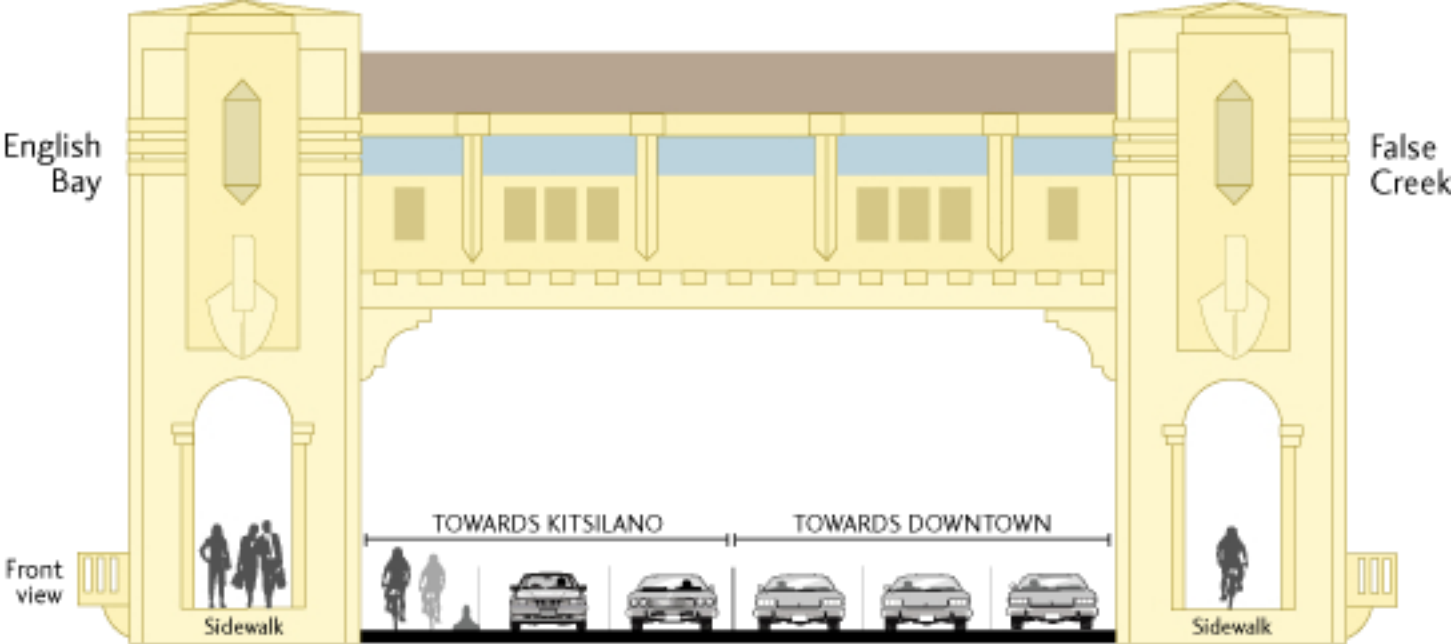 English
Bay
False
Creek
TOWARDS KITSILANO
TOWARDS DOWNTOWN
Front
view
Sidewalk
Sidewalk